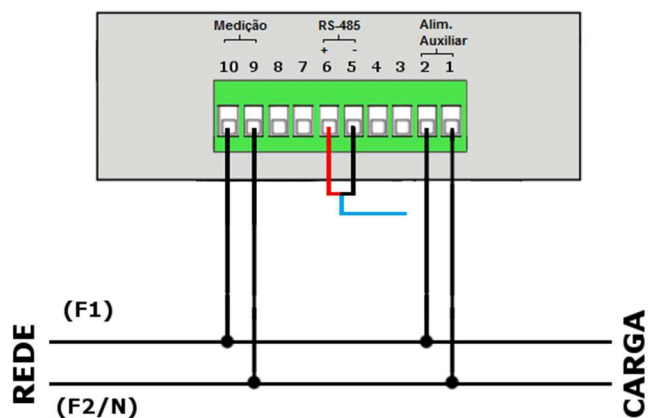 Medição RS-485 Alim.
Auxiliar
+ -
10 9 8 7 6 5 4 3 2 1
REDE
(F1)
CARGA
(F2/N)